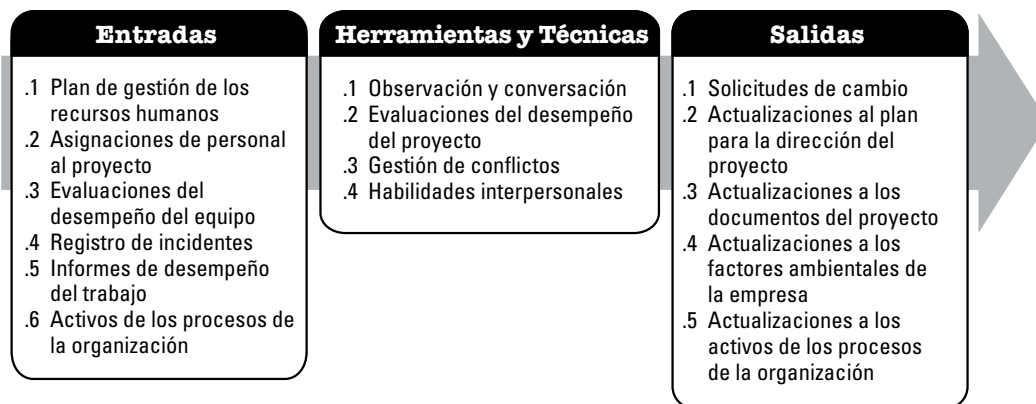 Entradas
.1 Plan de gestión de los
recursos humanos
.2 Asignaciones de personal
al proyecto
.3 Evaluaciones del
desempeño del equipo
.4 Registro de incidentes
.5 Informes de desempeño
del trabajo
.6 Activos de los procesos de
la organización
Herramientas y Técnicas
.1 Observación y conversación
.2 Evaluaciones del desempeño
del proyecto
.3 Gestión de conflictos
.4 Habilidades interpersonales
Salidas
.1 Solicitudes de cambio
.2 Actualizaciones al plan
para la dirección del
proyecto
.3 Actualizaciones a los
documentos del proyecto
.4 Actualizaciones a los
factores ambientales de
la empresa
.5 Actualizaciones a los
activos de los procesos
de la organización